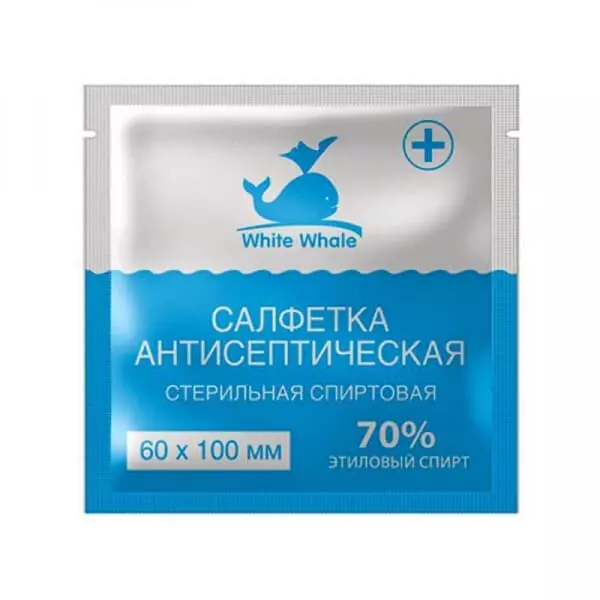 White Whale
САЛФЕТКА
АНТИСЕПТИЧЕСКАЯ
СТЕРИЛЬНАЯ СПИРТОВАЯ
60 х 100 мм
70%
ЭТИЛОВЫЙ СПИРТ